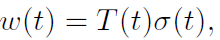 w(t) = T(t)σ(t),